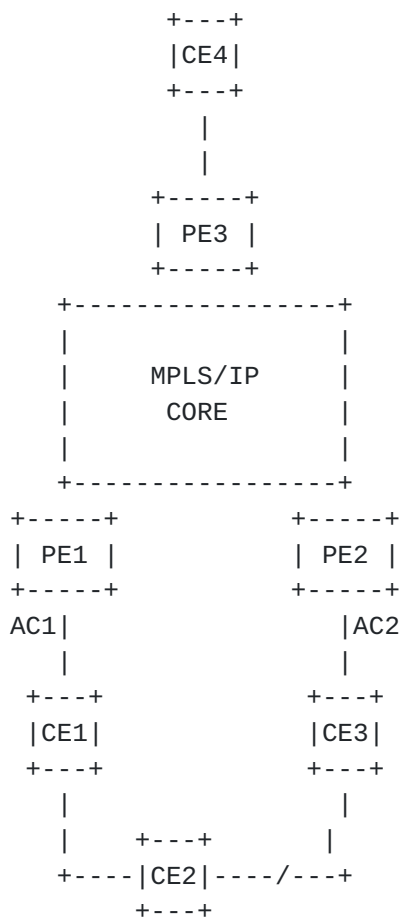 CE4
PE3
MPLS/IP
CORE
PE1 PE2
AC1 AC2
CE1 CE3
CE2